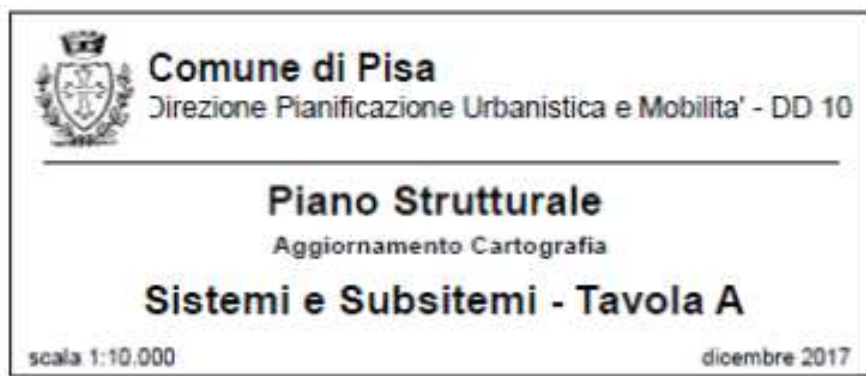 Comune di Pisa
Direzione Pianificazione Urbanistica e Mobilita' - DD 10
Piano Strutturale
Aggiornamento Cartografia
Sistemi e Subsitemi - Tavola A
scala 1:10.000
dicembre 2017